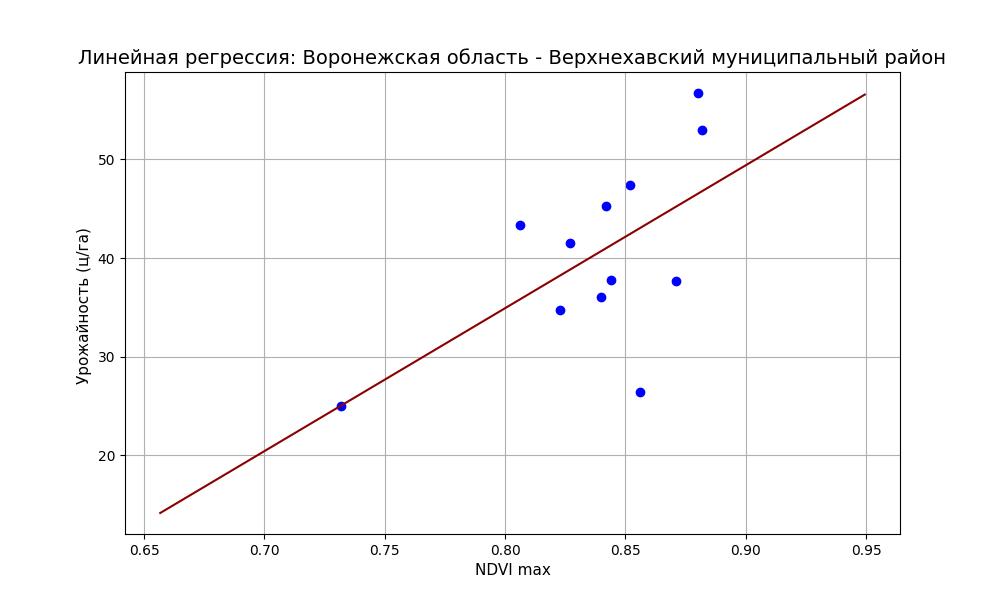 Линейная регрессия: Воронежская область - Верхнехавский муниципальный район
Урожайность (ц/га)
50
40
30
20
0.65 0.70 0.75 0.80 0.85 0.90 0.95
NDVI max